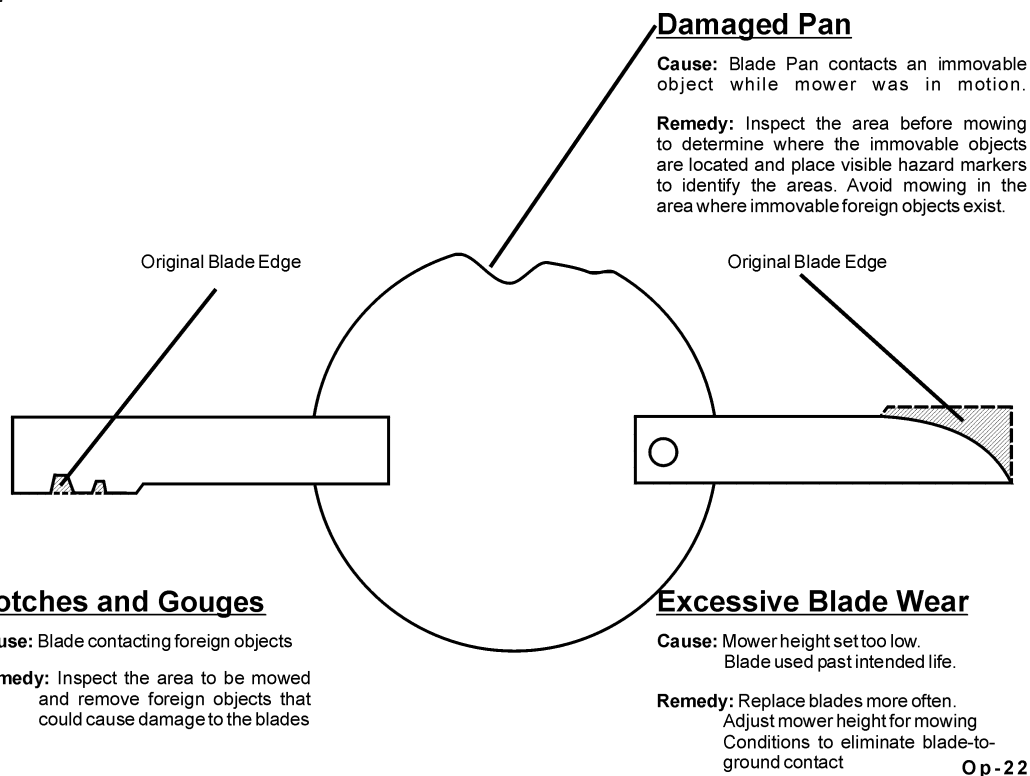 Damaged Pan
Cause: Blade Pan contacts an immovable
object while mower was in motion.
Remedy: Inspect the area before mowing
to determine where the immovable objects
are located and place visible hazard markers
to identify the areas. Avoid mowing in the
area where immovable foreign objects exist.
Original Blade Edge
Original Blade Edge
otches and Gouges
use: Blade contacting foreign objects
medy: Inspect the area to be mowed
and remove foreign objects that
could cause damage to the blades
Excessive Blade Wear
Cause: Mower height set too low.
Blade used past intended life.
Remedy: Replace blades more often.
Adjust mower height for mowing
Conditions to eliminate blade-to-
ground contact
Op-22